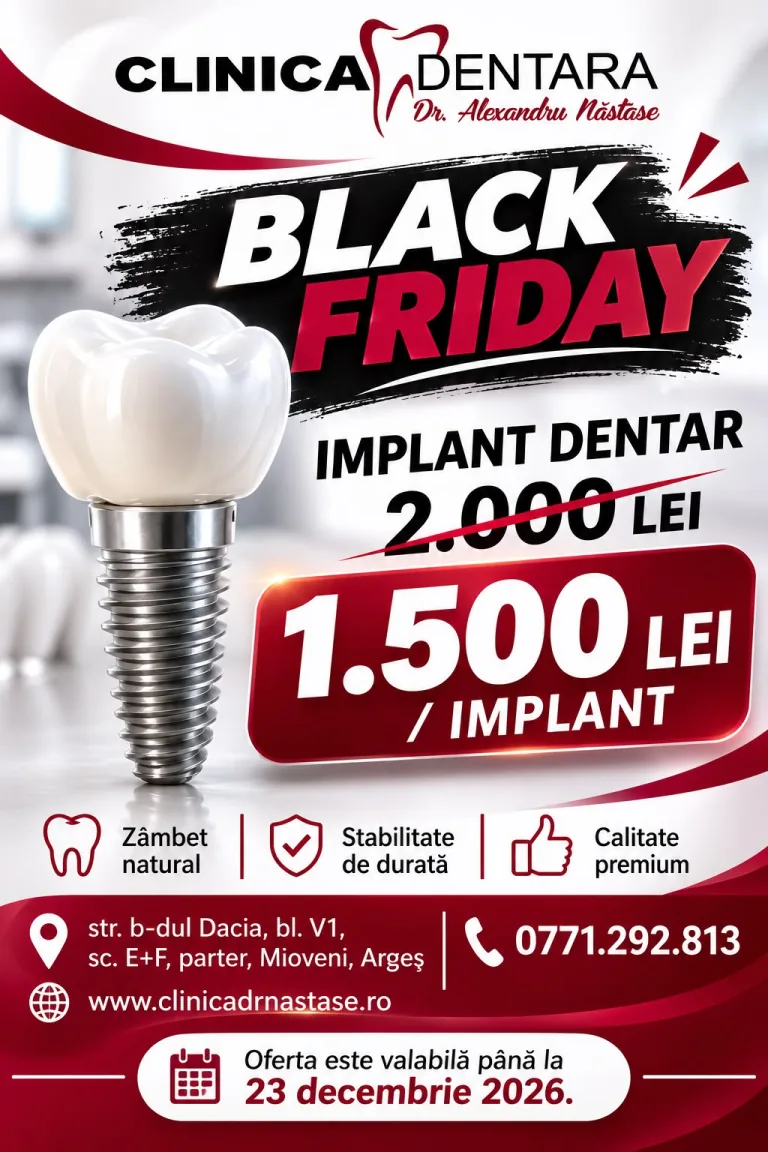 CLINICA DENTARA
Dr. Alexandru Năstase
BLACK
FRIDAY
IMPLANT DENTAR
2.000 LEI
1.500 LEI
/ IMPLANT
Zâmbet
natural
Stabilitate
de durată
Calitate
premium
str. b-dul Dacia, bl. V1,
sc. E+F, parter, Mioveni, Argeş
0771.292.813
www.clinicadrnastase.ro
Oferta este valabilă până la
23 decembrie 2026.